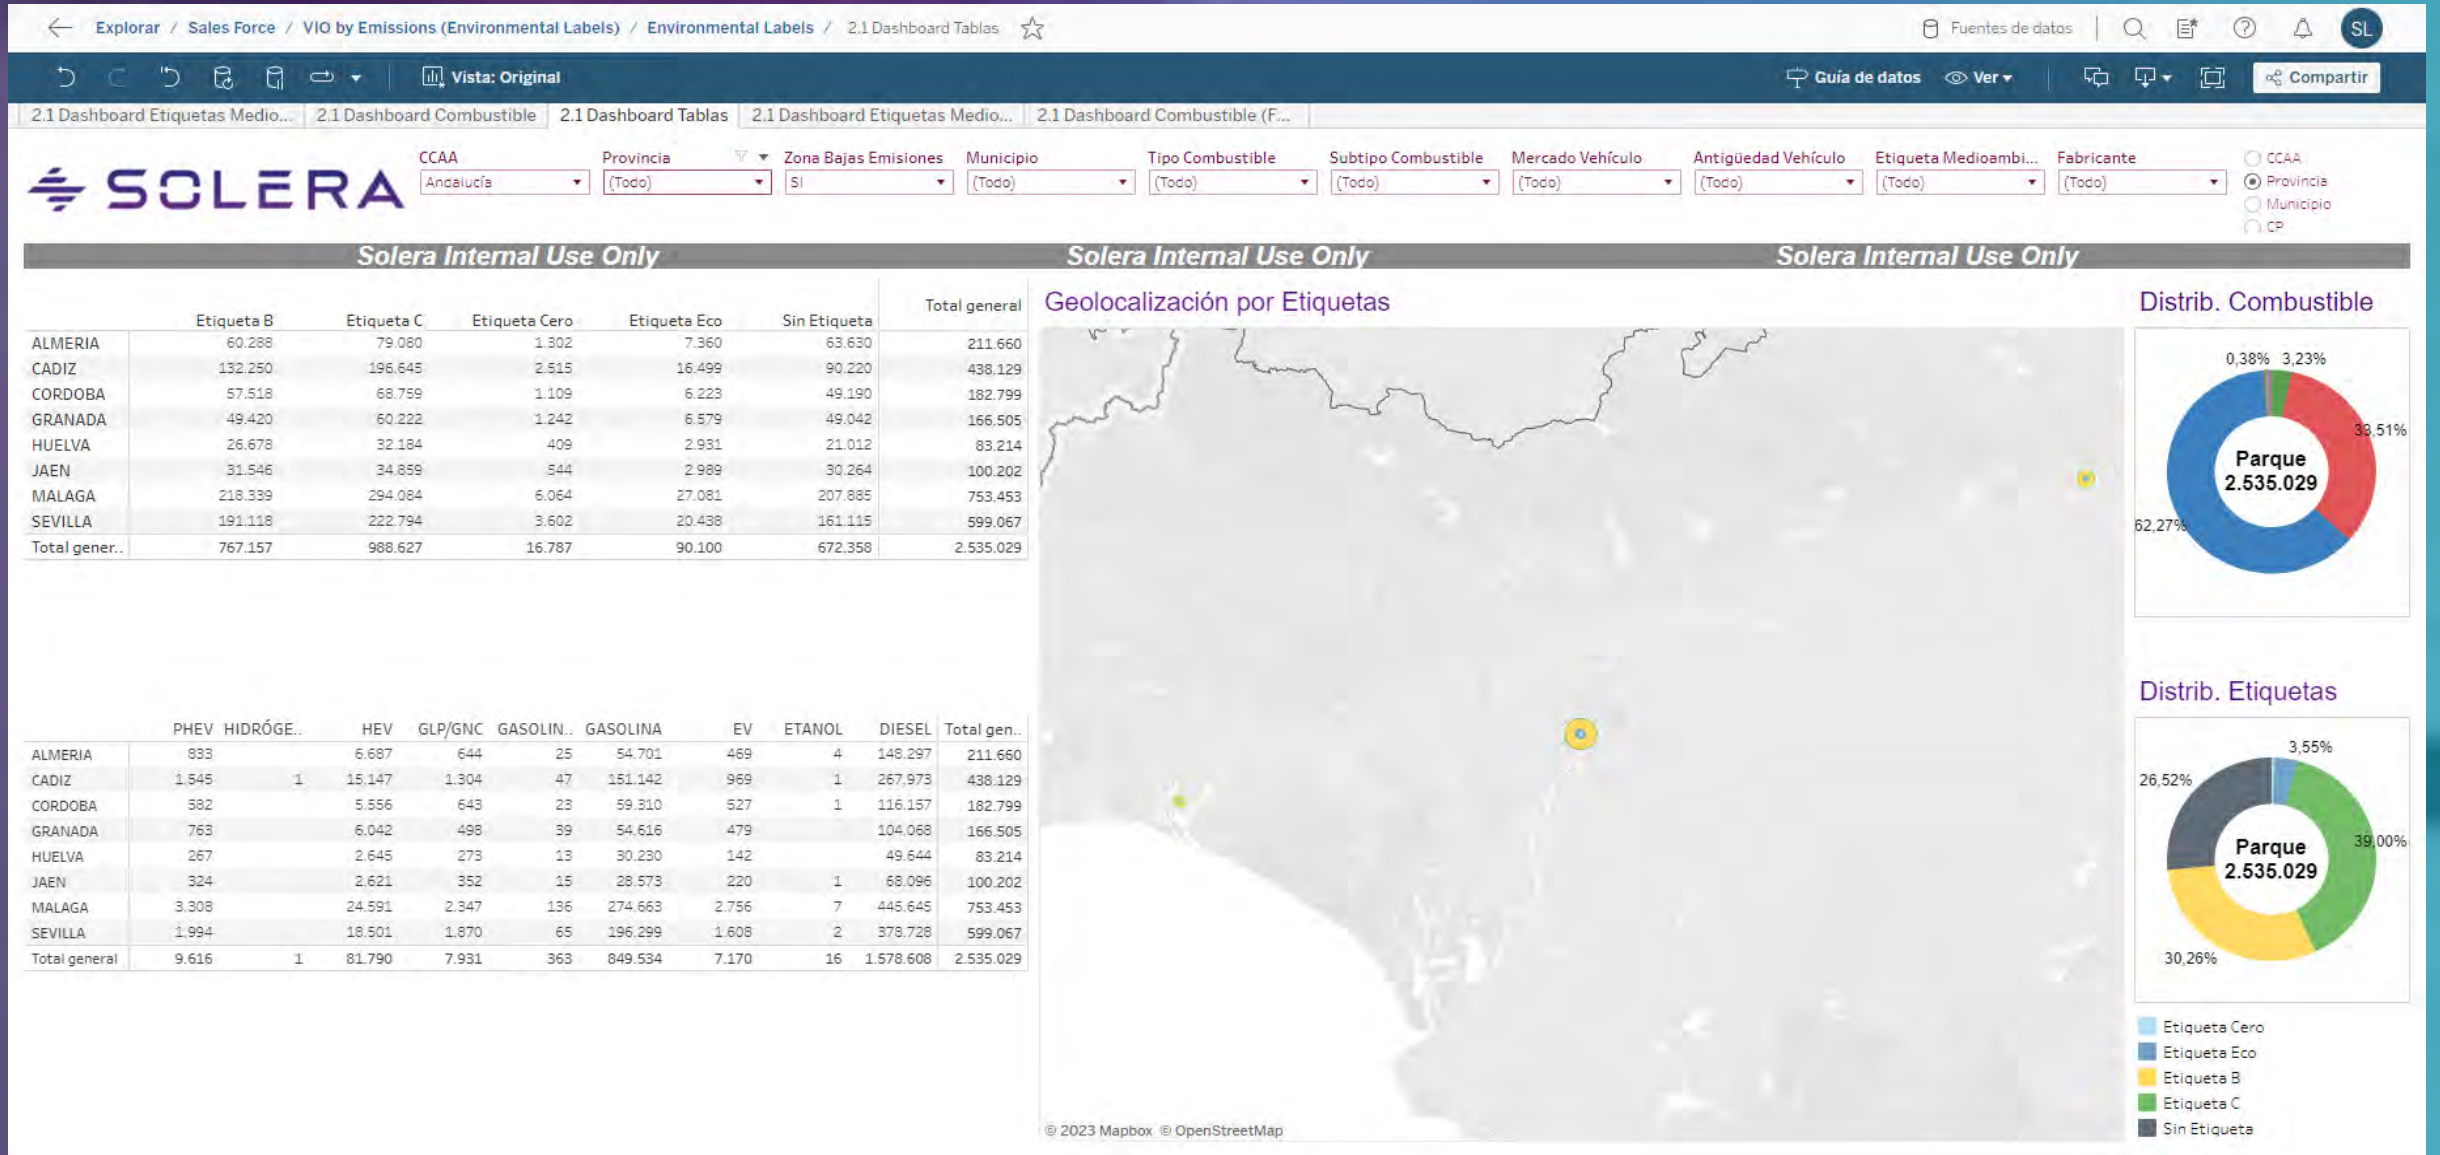 Explorar / Sales Force / VIO by Emissions (Environmental Labels) / Environmental Labels / 2.1 Dashboard Tablas
Fuentes de datos
SL
Vista: Original
Guía de datos
Ver
Compartir
2.1 Dashboard Etiquetas Medio...
2.1 Dashboard Combustible
2.1 Dashboard Tablas
2.1 Dashboard Etiquetas Medio...
2.1 Dashboard Combustible (F...
SOLERA
CCAA Provincia Zona Bajas Emisiones Municipio Tipo Combustible Subtipo Combustible Mercado Vehículo Antigüedad Vehículo Etiqueta Medioambi... Fabricante
Andalucía (Todo) SI (Todo) (Todo) (Todo) (Todo) (Todo) (Todo) (Todo)
CCAA
Provincia
Municipio
CP
Solera Internal Use Only Solera Internal Use Only Solera Internal Use Only
Etiqueta B Etiqueta C Etiqueta Cero Etiqueta Eco Sin Etiqueta Total general
ALMERIA 60.288 79.080 1.302 7.360 63.630 211.660
CADIZ 132.250 196.645 2.515 16.499 90.220 438.129
CORDOBA 57.518 68.759 1.109 6.223 49.190 182.799
GRANADA 49.420 60.222 1.242 6.579 49.042 166.505
HUELVA 26.678 32.184 409 2.931 21.012 83.214
JAEN 31.546 34.859 544 2.989 30.264 100.202
MALAGA 218.339 294.084 6.064 27.081 207.885 753.453
SEVILLA 191.118 222.794 3.602 20.438 161.115 599.067
Total gener.. 767.157 988.627 16.787 90.100 672.358 2.535.029
PHEV HIDRÓGE.. HEV GLP/GNC GASOLIN.. GASOLINA EV ETANOL DIESEL Total gen..
ALMERIA 833 6.687 644 25 54.701 469 4 148.297 211.660
CADIZ 1.545 1 15.147 1.304 47 151.142 969 1 267.973 438.129
CORDOBA 582 5.556 643 23 59.310 527 1 116.157 182.799
GRANADA 763 6.042 498 39 54.616 479 104.068 166.505
HUELVA 267 2.645 273 13 30.230 142 49.644 83.214
JAEN 324 2.621 352 15 28.573 220 1 68.096 100.202
MALAGA 3.308 24.591 2.347 136 274.663 2.756 7 445.645 753.453
SEVILLA 1.994 18.501 1.870 65 196.299 1.608 2 378.728 599.067
Total general 9.616 1 81.790 7.931 363 849.534 7.170 16 1.578.608 2.535.029
Geolocalización por Etiquetas
© 2023 Mapbox © OpenStreetMap
Distrib. Combustible
0,38% 3,23%
33,51%
Parque
2.535.029
62,27%
Distrib. Etiquetas
3,55%
26,52%
39,00%
Parque
2.535.029
30,26%
Etiqueta Cero
Etiqueta Eco
Etiqueta B
Etiqueta C
Sin Etiqueta